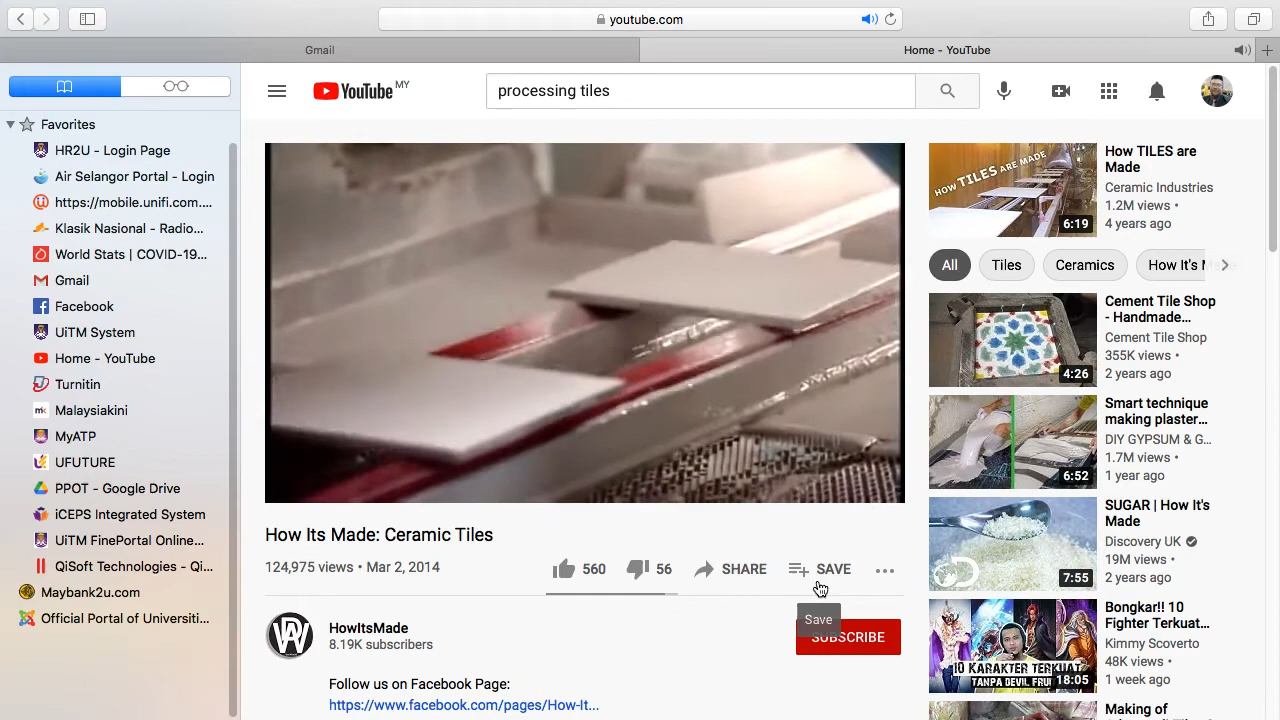 youtube.com
Gmail
Home - YouTube
Favorites
HR2U - Login Page
Air Selangor Portal - Login
https://mobile.unifi.com....
Klasik Nasional - Radio...
World Stats | COVID-19...
Gmail
Facebook
UiTM System
Home - YouTube
Turnitin
Malaysiakini
MyATP
UFUTURE
PPOT - Google Drive
iCEPS Integrated System
UiTM FinePortal Online...
QiSoft Technologies - Qi...
Maybank2u.com
Official Portal of Universiti...
YouTube MY
processing tiles
How Its Made: Ceramic Tiles
124,975 views • Mar 2, 2014
560
56
SHARE
SAVE
Save
SUBSCRIBE
HowItsMade
8.19K subscribers
Follow us on Facebook Page:
https://www.facebook.com/pages/How-It...
HOW TILES ARE MADE
6:19
How TILES are
Made
Ceramic Industries
1.2M views •
4 years ago
All
Tiles
Ceramics
How It's
4:26
Cement Tile Shop
- Handmade...
Cement Tile Shop
355K views •
2 years ago
6:52
Smart technique
making plaster...
DIY GYPSUM & G...
1.7M views •
1 year ago
7:55
SUGAR | How It's
Made
Discovery UK
19M views •
2 years ago
10 KARAKTER TERKUAT
TANPA DEVIL FRUI
18:05
Bongkar!! 10
Fighter Terkuat...
Kimmy Scoverto
48K views •
1 week ago
Making of